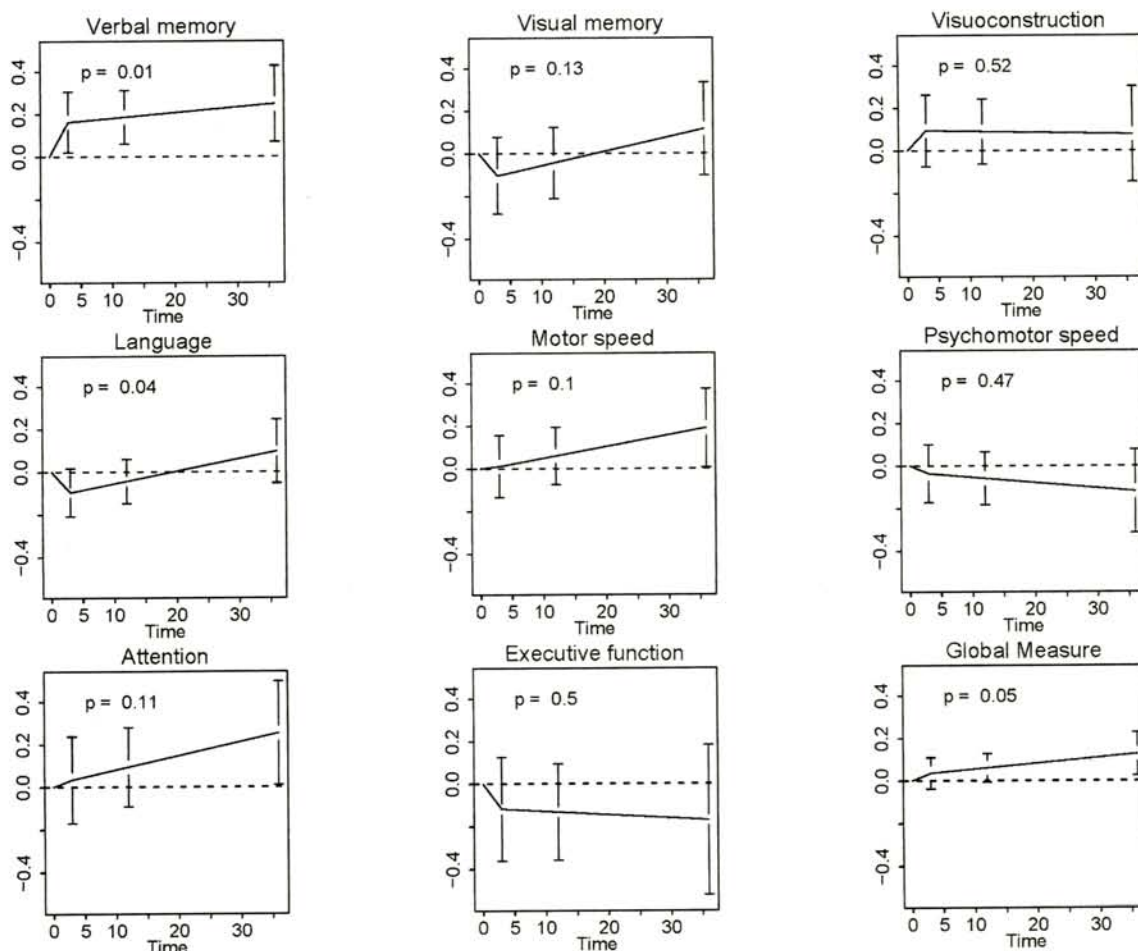 Verbal memory
p = 0.01
0.4
0.2
0.0
−0.4
0 5 10 20 30
Time
Visual memory
p = 0.13
0.4
0.2
0.0
−0.4
0 5 10 20 30
Time
Visuoconstruction
p = 0.52
0.4
0.2
0.0
−0.4
0 5 10 20 30
Time
Language
p = 0.04
0.4
0.2
0.0
−0.4
0 5 10 20 30
Time
Motor speed
p = 0.1
0.4
0.2
0.0
−0.4
0 5 10 20 30
Time
Psychomotor speed
p = 0.47
0.4
0.2
0.0
−0.4
0 5 10 20 30
Time
Attention
p = 0.11
0.4
0.2
0.0
−0.4
0 5 10 20 30
Time
Executive function
p = 0.5
0.4
0.2
0.0
−0.4
0 5 10 20 30
Time
Global Measure
p = 0.05
0.4
0.2
0.0
−0.4
0 5 10 20 30
Time